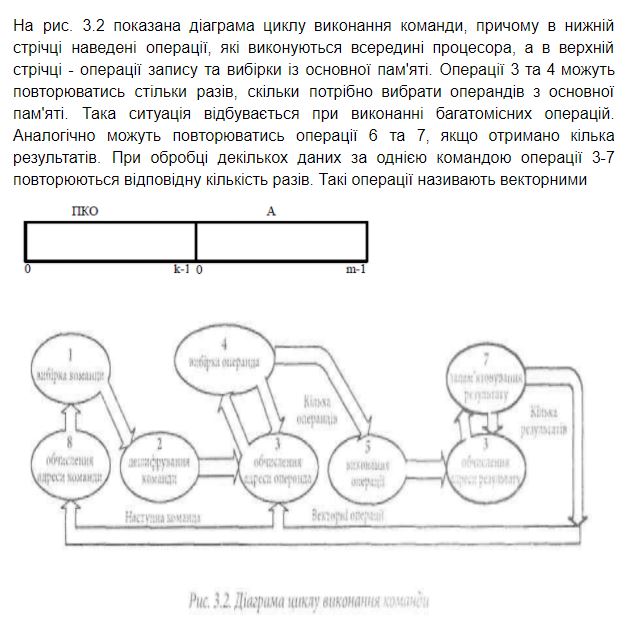 На рис. 3.2 показана діаграма циклу виконання команди, причому в нижній
стрічці наведені операції, які виконуються всередині процесора, а в верхній
стрічці - операції запису та вибірки із основної пам'яті. Операції 3 та 4 можуть
повторюватись стільки разів, скільки потрібно вибрати операндів з основної
пам'яті. Така ситуація відбувається при виконанні багатомісних операцій.
Аналогічно можуть повторюватись операції 6 та 7, якщо отримано кілька
результатів. При обробці декількох даних за однією командою операції 3-7
повторюються відповідну кількість разів. Такі операції називають векторними
ПКО А
0 k-1 0 m-1
1
вибірка команди
4
вибірка операнда
7
запам'ятовування
результату
Кілька
операндів
Кілька
результатів
8
обчислення
адреси команди
2
дешифрування
команди
3
обчислення
адреси операнда
5
виконання
операції
3
обчислення
адреси результату
Наступна команда
Векторні операції
Рис. 3.2. Діаграма циклу виконання команди